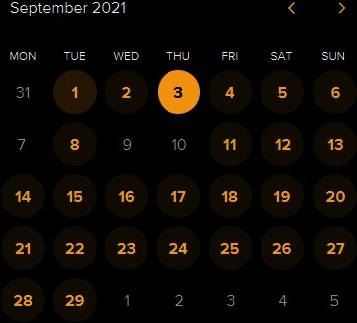 September 2021
MON TUE WED THU FRI SAT SUN
31 1 2 3 4 5 6
7 8 9 10 11 12 13
14 15 16 17 18 19 20
21 22 23 24 25 26 27
28 29 1 2 3 4 5